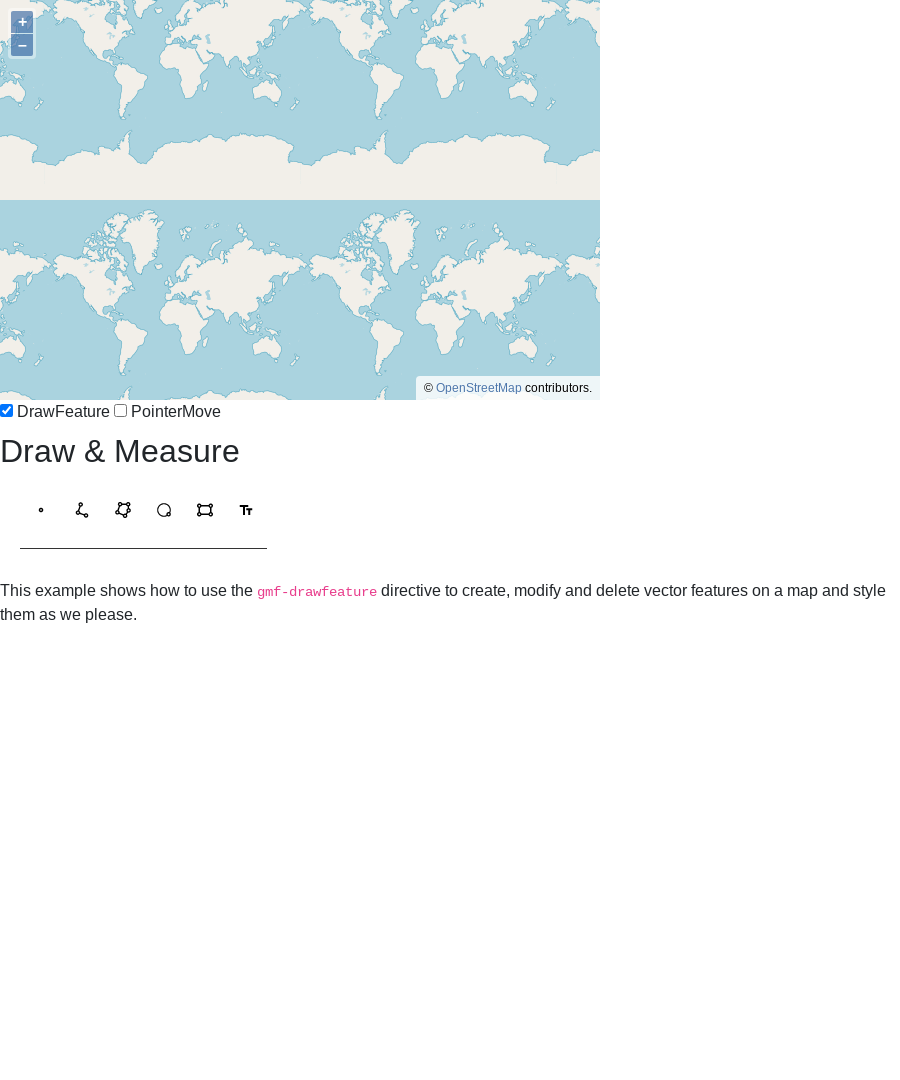 +
–
© OpenStreetMap contributors.
DrawFeature PointerMove
Draw & Measure
This example shows how to use the gmf-drawfeature directive to create, modify and delete vector features on a map and style
them as we please.